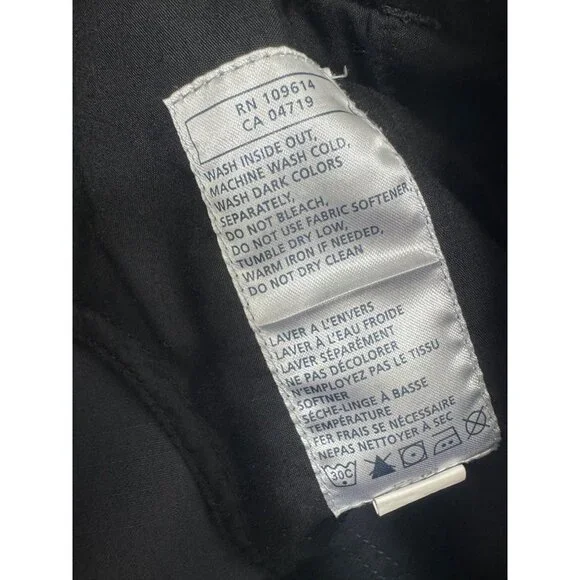 RN 109614
CA 04719
WASH INSIDE OUT,
MACHINE WASH COLD,
WASH DARK COLORS
SEPARATELY,
DO NOT BLEACH,
DO NOT USE FABRIC SOFTENER,
TUMBLE DRY LOW,
WARM IRON IF NEEDED,
DO NOT DRY CLEAN
LAVER A L'ENVERS
LAVER À L'EAU FROIDE
LAVER SÉPARÉMENT
NE PAS DÉCOLORER
N'EMPLOYEZ PAS LE TISSU
SOFTNER
SÈCHE-LINGE À BASSE
TEMPÉRATURE
FER FRAIS SE NÉCESSAIRE
NEPAS NETTOYER À SEC
30C